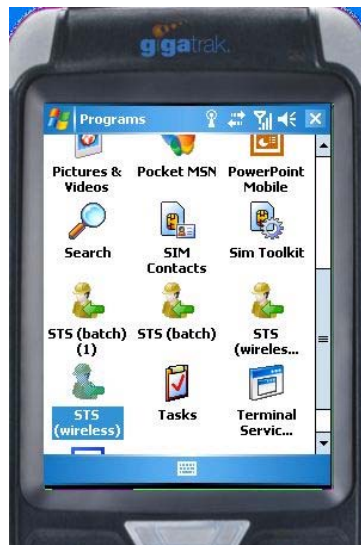 gigatrak.
Programs
Pictures &
Videos
Pocket MSN
PowerPoint
Mobile
Search
SIM
Contacts
Sim Toolkit
STS (batch)
(1)
STS (batch)
STS
(wireles...
STS
(wireless)
Tasks
Terminal
Servic...